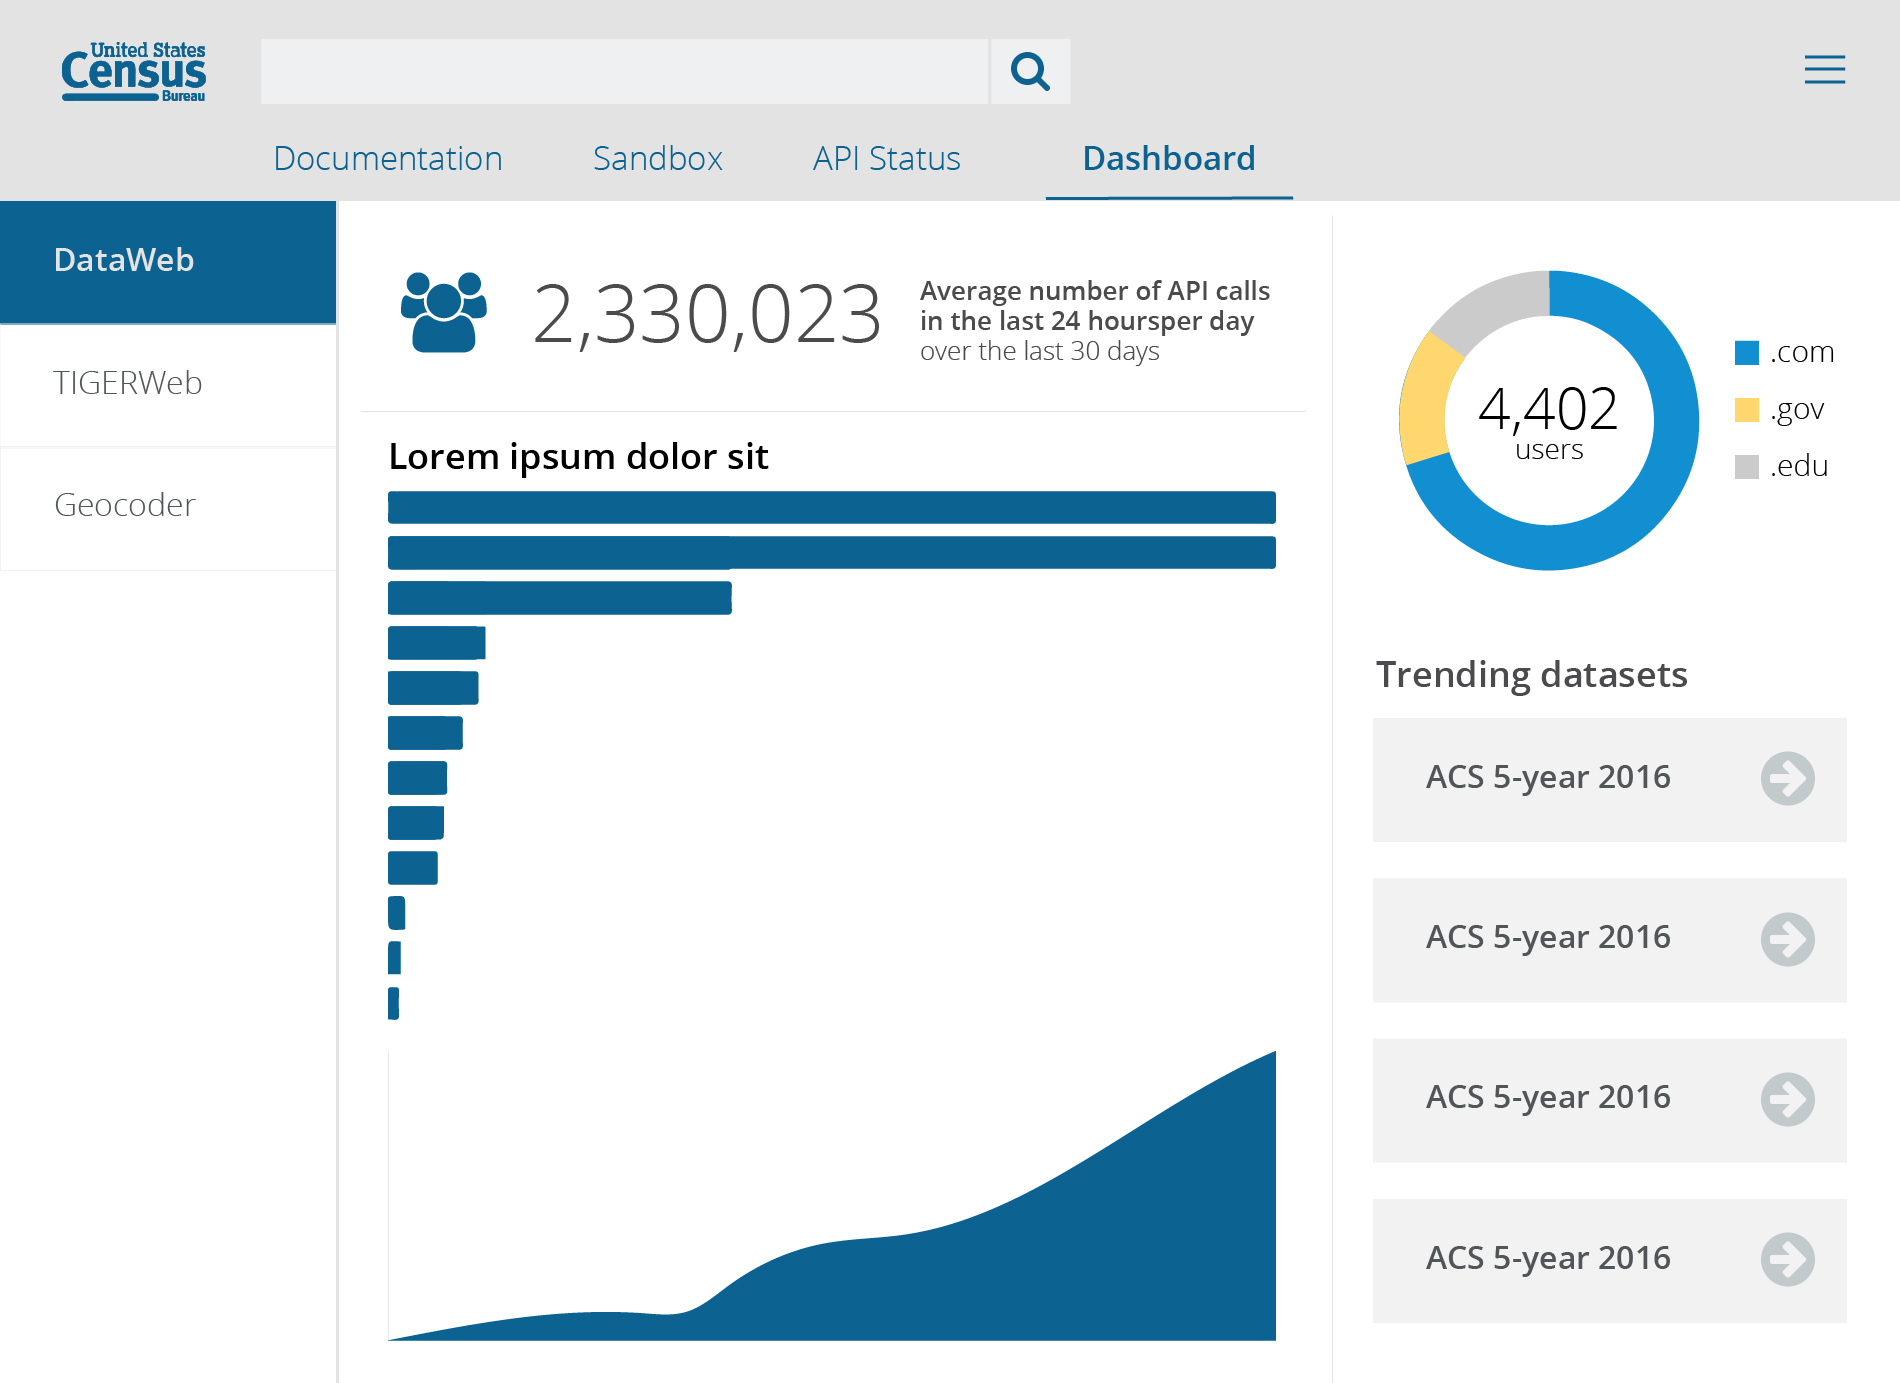 United States
Census
Bureau
Documentation
Sandbox
API Status
Dashboard
DataWeb
TIGERWeb
Geocoder
2,330,023
Average number of API calls
in the last 24 hoursper day
over the last 30 days
Lorem ipsum dolor sit
4,402
users
.com
.gov
.edu
Trending datasets
ACS 5-year 2016
ACS 5-year 2016
ACS 5-year 2016
ACS 5-year 2016